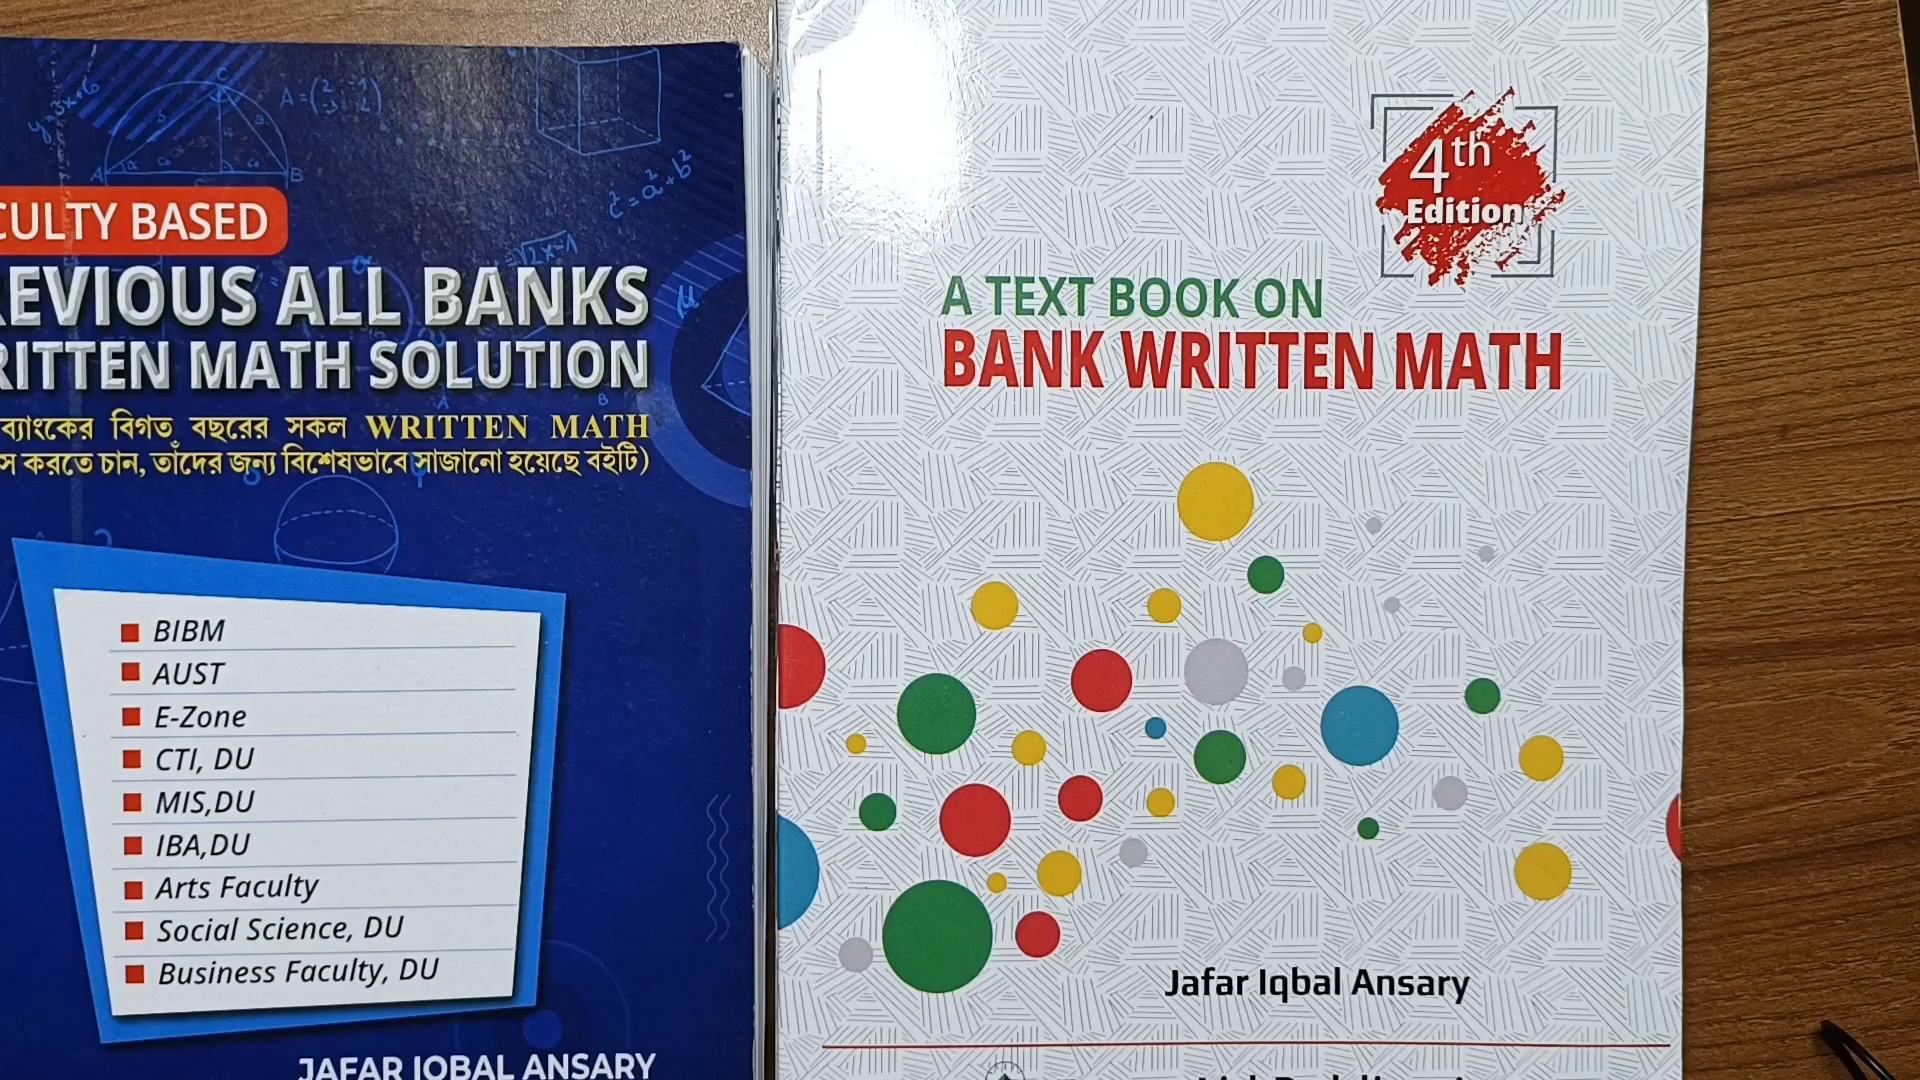 CULTY BASED
REVIOUS ALL BANKS
RITTEN MATH SOLUTION
ব্যাংকের বিগত বছরের সকল WRITTEN MATH
স করতে চান, তাঁদের জন্য বিশেষভাবে সাজানো হয়েছে বইটি)
BIBM
AUST
E-Zone
CTI, DU
MIS,DU
IBA,DU
Arts Faculty
Social Science, DU
Business Faculty, DU
JAFAR IQBAL ANSARY
4th
Edition
A TEXT BOOK ON
BANK WRITTEN MATH
Jafar Iqbal Ansary